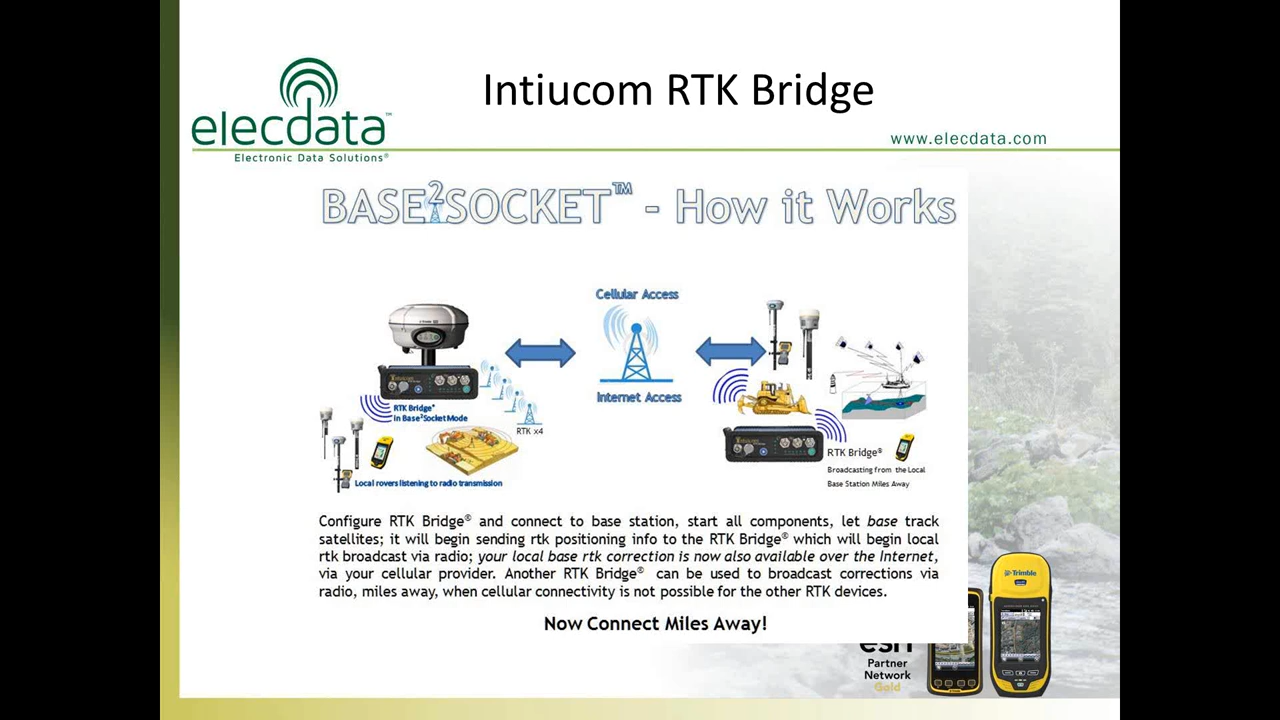 Intiucom RTK Bridge
elecdata™
www.elecdata.com
Electronic Data Solutions®
BASE2SOCKET™ - How it Works
Cellular Access
Internet Access
RTK Bridge®
in Base2Socket Mode
RTK x4
Local rovers listening to radio transmission
RTK Bridge®
Broadcasting from the Local
Base Station Miles Away
Configure RTK Bridge® and connect to base station, start all components, let base track
satellites; it will begin sending rtk positioning info to the RTK Bridge® which will begin local
rtk broadcast via radio; your local base rtk correction is now also available over the Internet,
via your cellular provider. Another RTK Bridge® can be used to broadcast corrections via
radio, miles away, when cellular connectivity is not possible for the other RTK devices.
Now Connect Miles Away!
esri
Partner
Network
Gold
Trimble